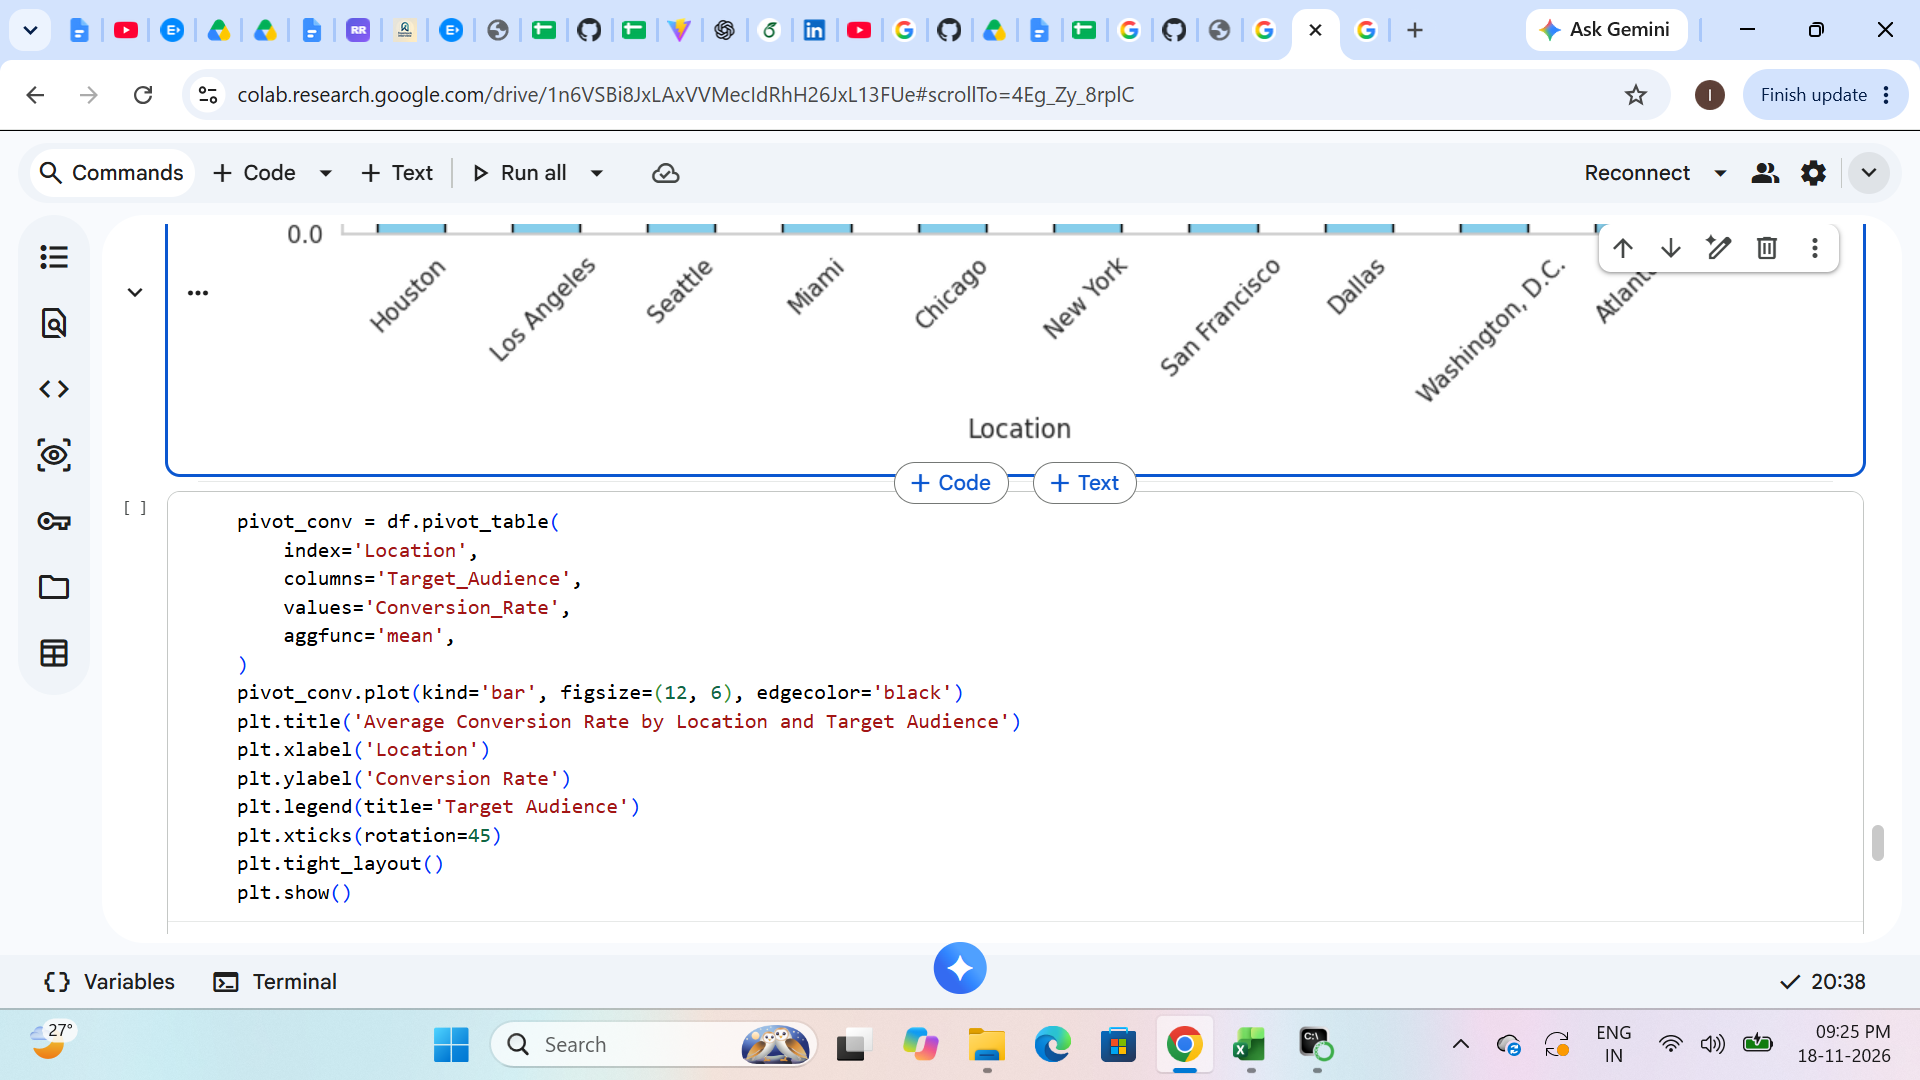 RR
Ask Gemini
colab.research.google.com/drive/1n6VSBi8JxLAxVVMecIdRhH26JxL13FUe#scrollTo=4Eg_Zy_8rplC
I
Finish update
Commands
+ Code
+ Text
Run all
Reconnect
0.0
Houston
Los Angeles
Seattle
Miami
Chicago
New York
San Francisco
Dallas
Washington, D.C.
Location
+ Code
+ Text
[ ]
pivot_conv = df.pivot_table(
    index='Location',
    columns='Target_Audience',
    values='Conversion_Rate',
    aggfunc='mean',
)
pivot_conv.plot(kind='bar', figsize=(12, 6), edgecolor='black')
plt.title('Average Conversion Rate by Location and Target Audience')
plt.xlabel('Location')
plt.ylabel('Conversion Rate')
plt.legend(title='Target Audience')
plt.xticks(rotation=45)
plt.tight_layout()
plt.show()
Variables
Terminal
20:38
27°
Search
ENG
IN
09:25 PM
18-11-2026